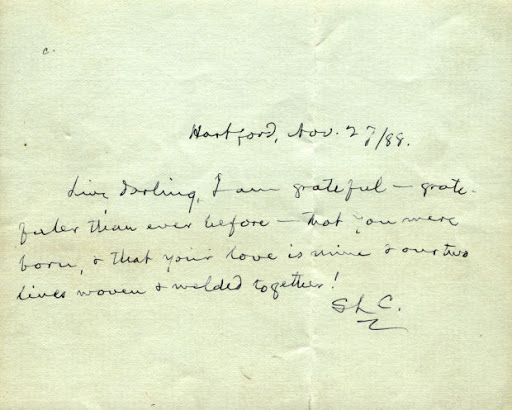 c.
Hartford, Nov. 27/88.
Livy Darling, I am grateful — grate-
fuler than ever before — that you were
born, & that your love is mine & our two
lives woven & welded together!
SLC.